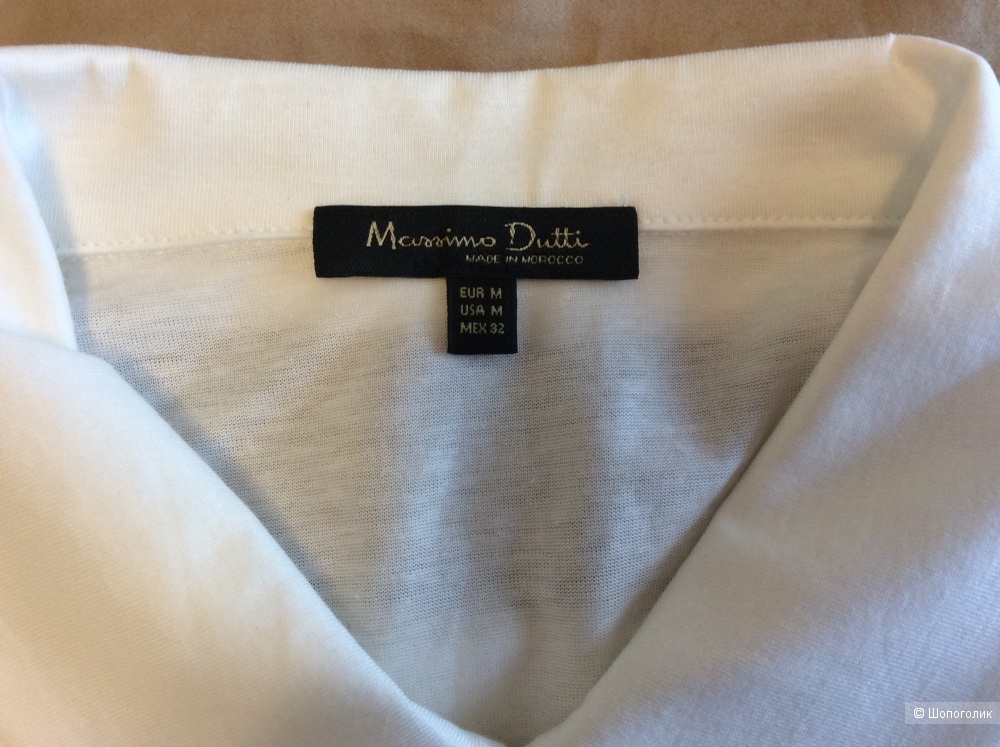 Massimo Dutti
MADE IN MOROCCO
EUR M
USA M
MEX 32
© Шопоголик